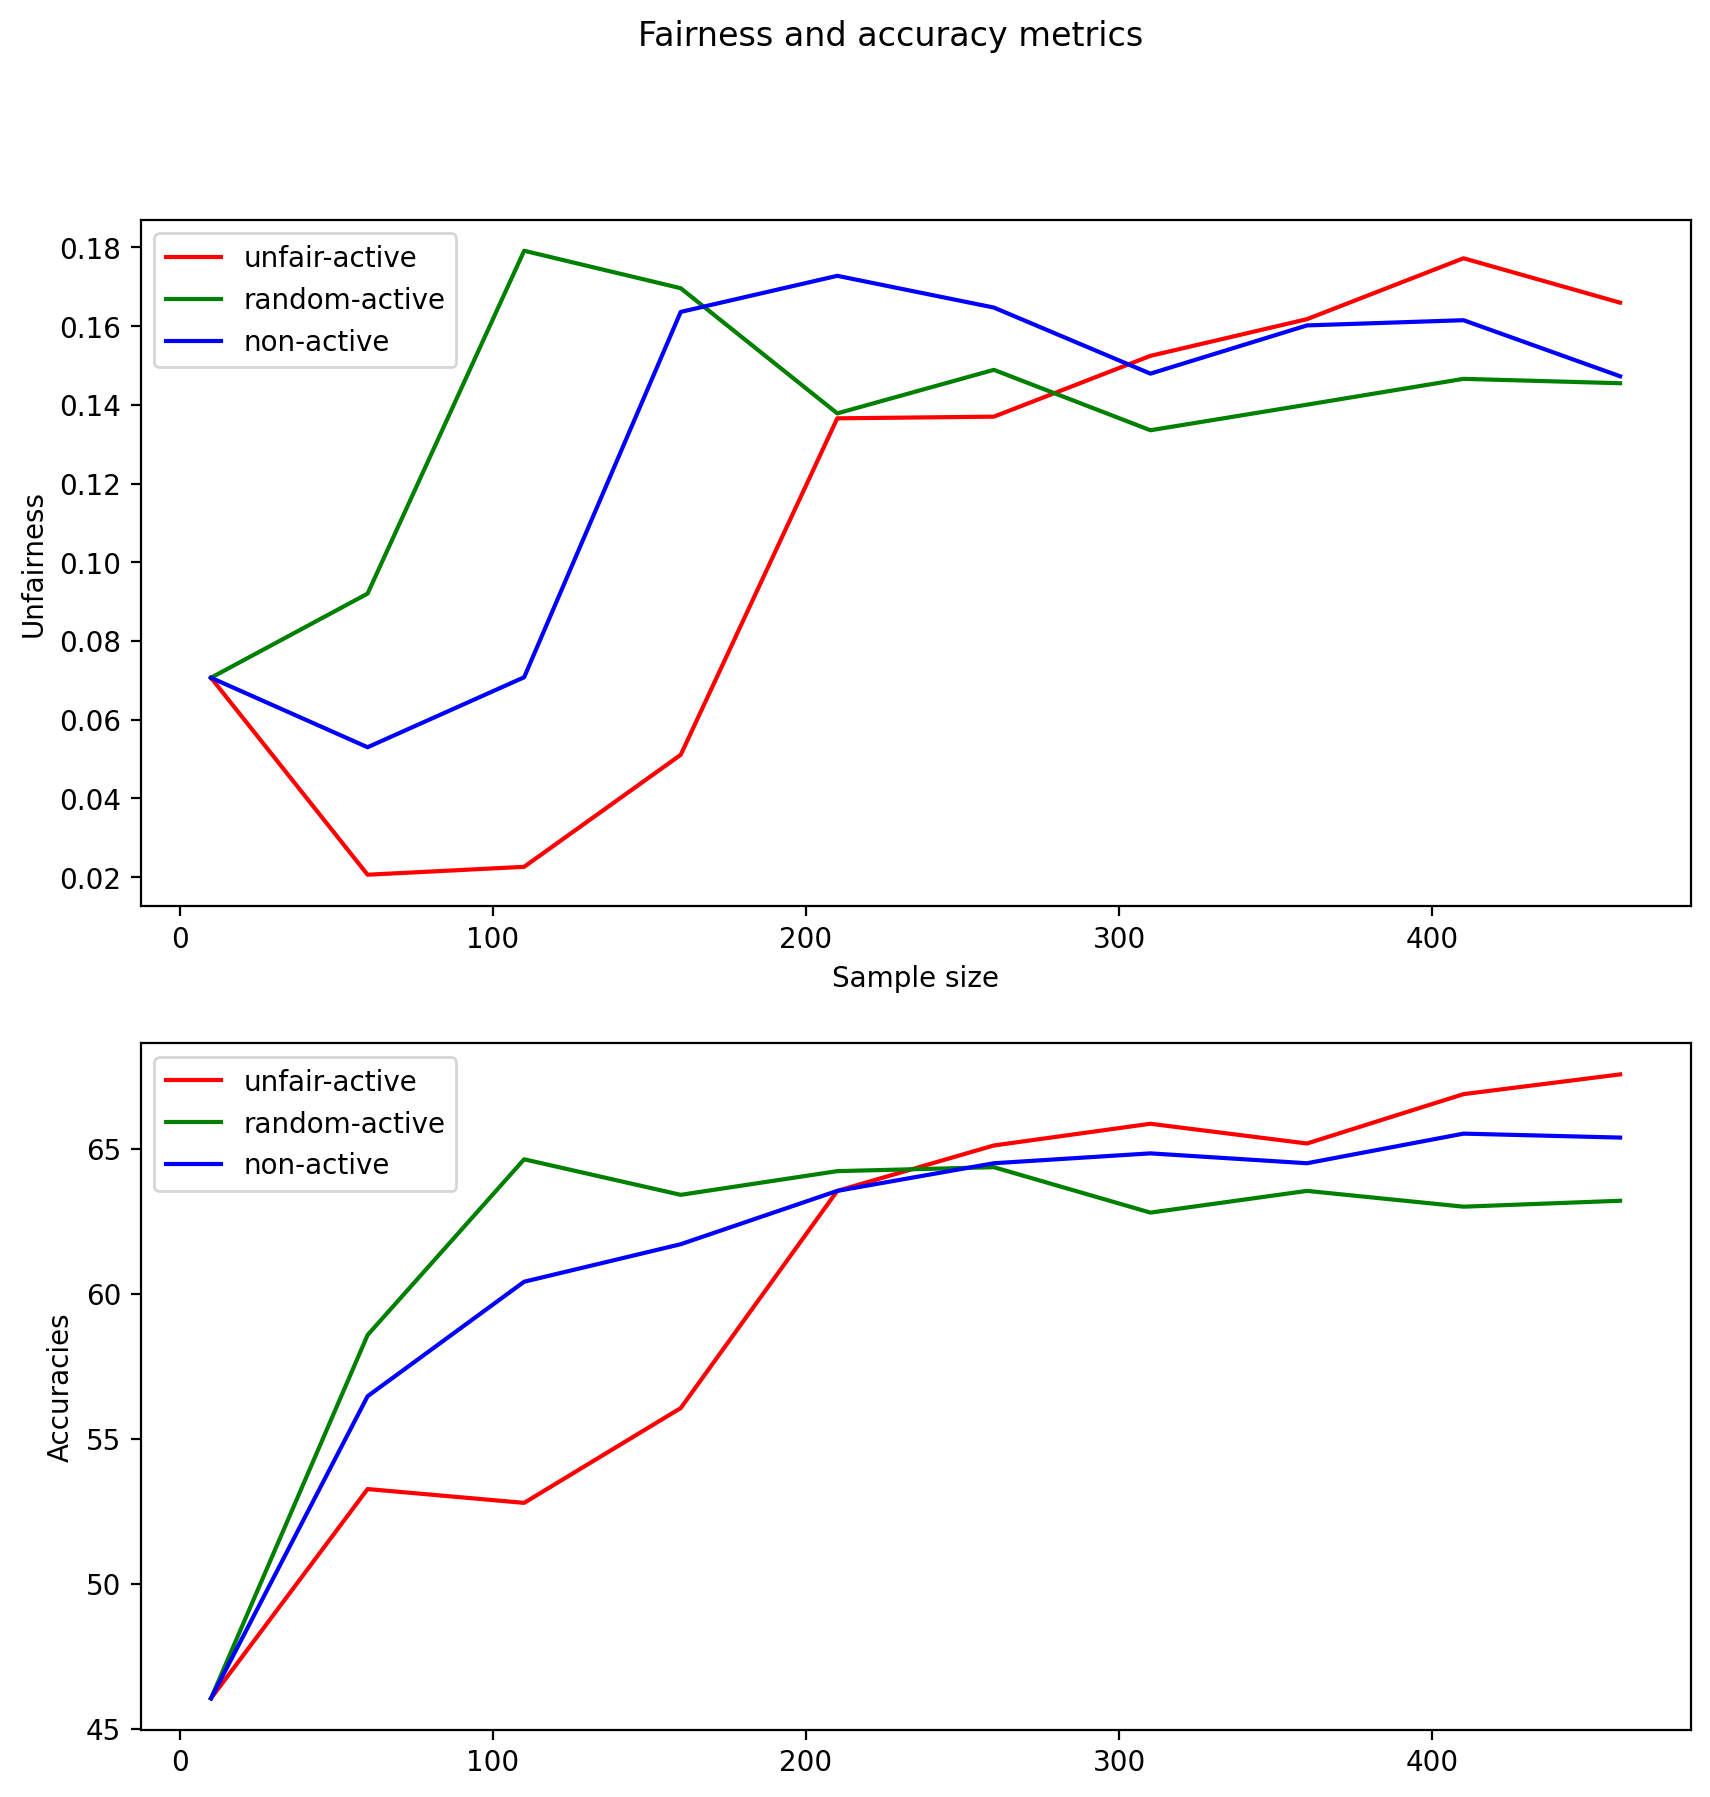 Fairness and accuracy metrics
0.18
0.16
0.14
0.12
0.10
0.08
0.06
0.04
0.02
Unfairness
unfair-active
random-active
non-active
0 100 200 300 400
Sample size
65
60
55
50
45
Accuracies
unfair-active
random-active
non-active
0 100 200 300 400